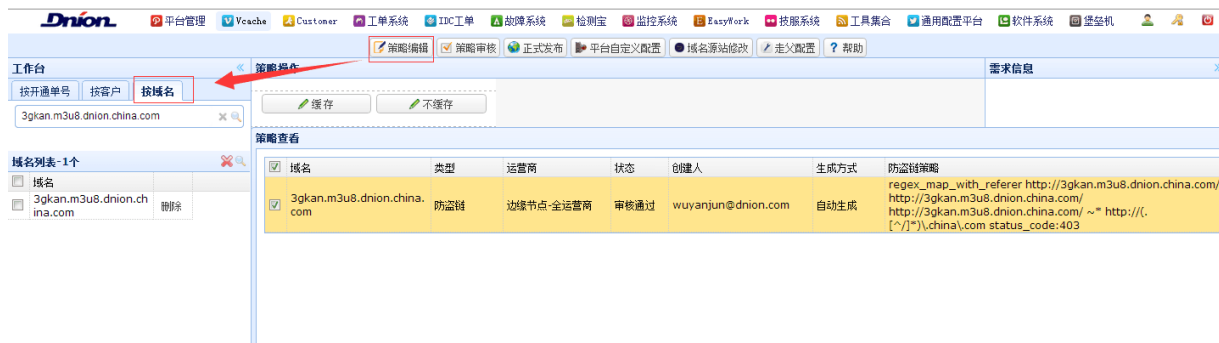 Dnion 平台管理 Vcache Customer 工单系统 IDC工单 故障系统 检测宝 监控系统 EasyWork 技服系统 工具集合 通用配置平台 软件系统 堡垒机
策略编辑 策略审核 正式发布 平台自定义配置 域名源站修改 走父配置 帮助
工作台 策略操作 需求信息
按开通单号 按客户 按域名
缓存 不缓存
3gkan.m3u8.dnion.china.com
策略查看
域名列表-1个
域名 类型 运营商 状态 创建人 生成方式 防盗链策略
域名
3gkan.m3u8.dnion.ch
ina.com
删除
3gkan.m3u8.dnion.china.
com
防盗链 边缘节点-全运营商 审核通过 wuyanjun@dnion.com 自动生成
regex_map_with_referer http://3gkan.m3u8.dnion.china.com/
http://3gkan.m3u8.dnion.china.com/
http://3gkan.m3u8.dnion.china.com/ ~* http://(.
[^/]*)\.china\.com status_code:403